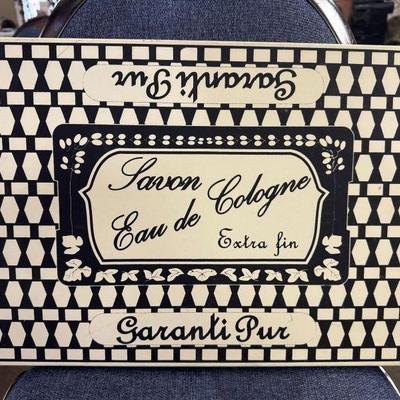 Garanti Pur
Savon
Eau de Cologne
Extra fin
Garanti Pur